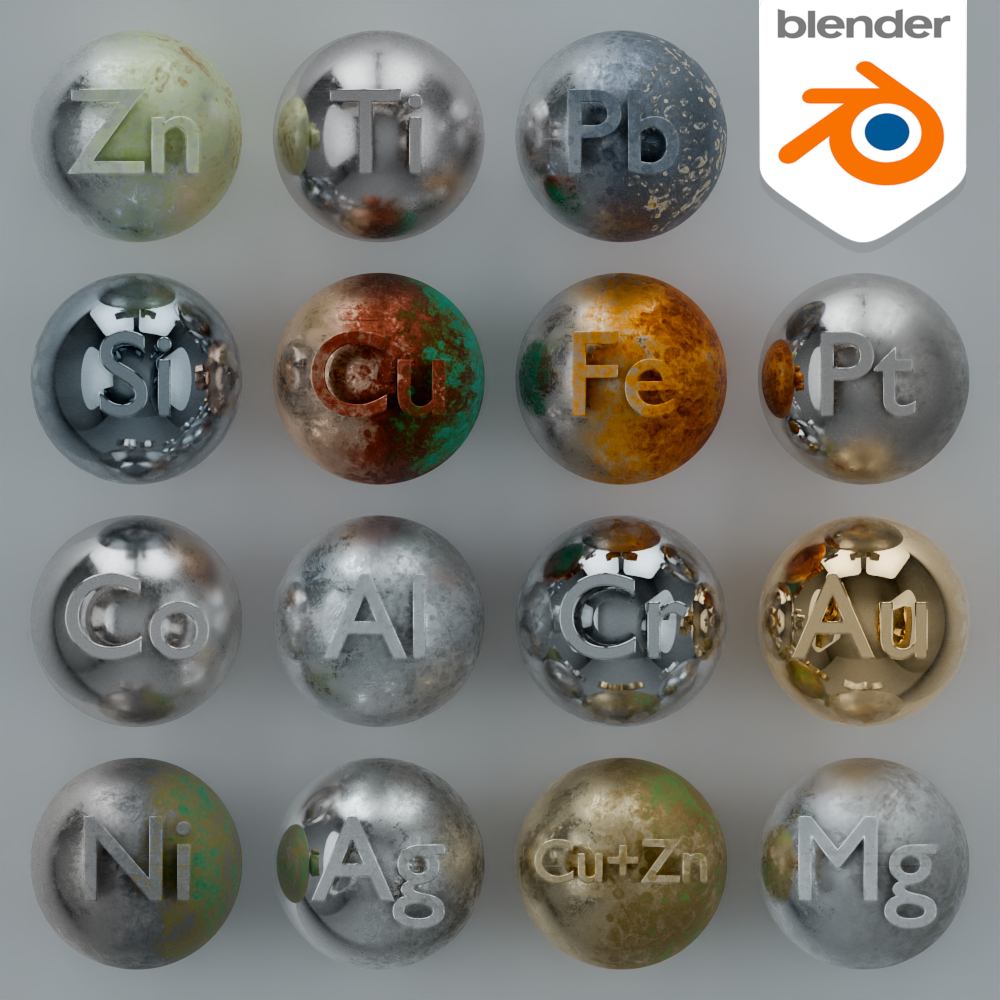 blender
Zn Ti Pb
Si Cu Fe Pt
Co Al Cr Au
Ni Ag Cu+Zn Mg